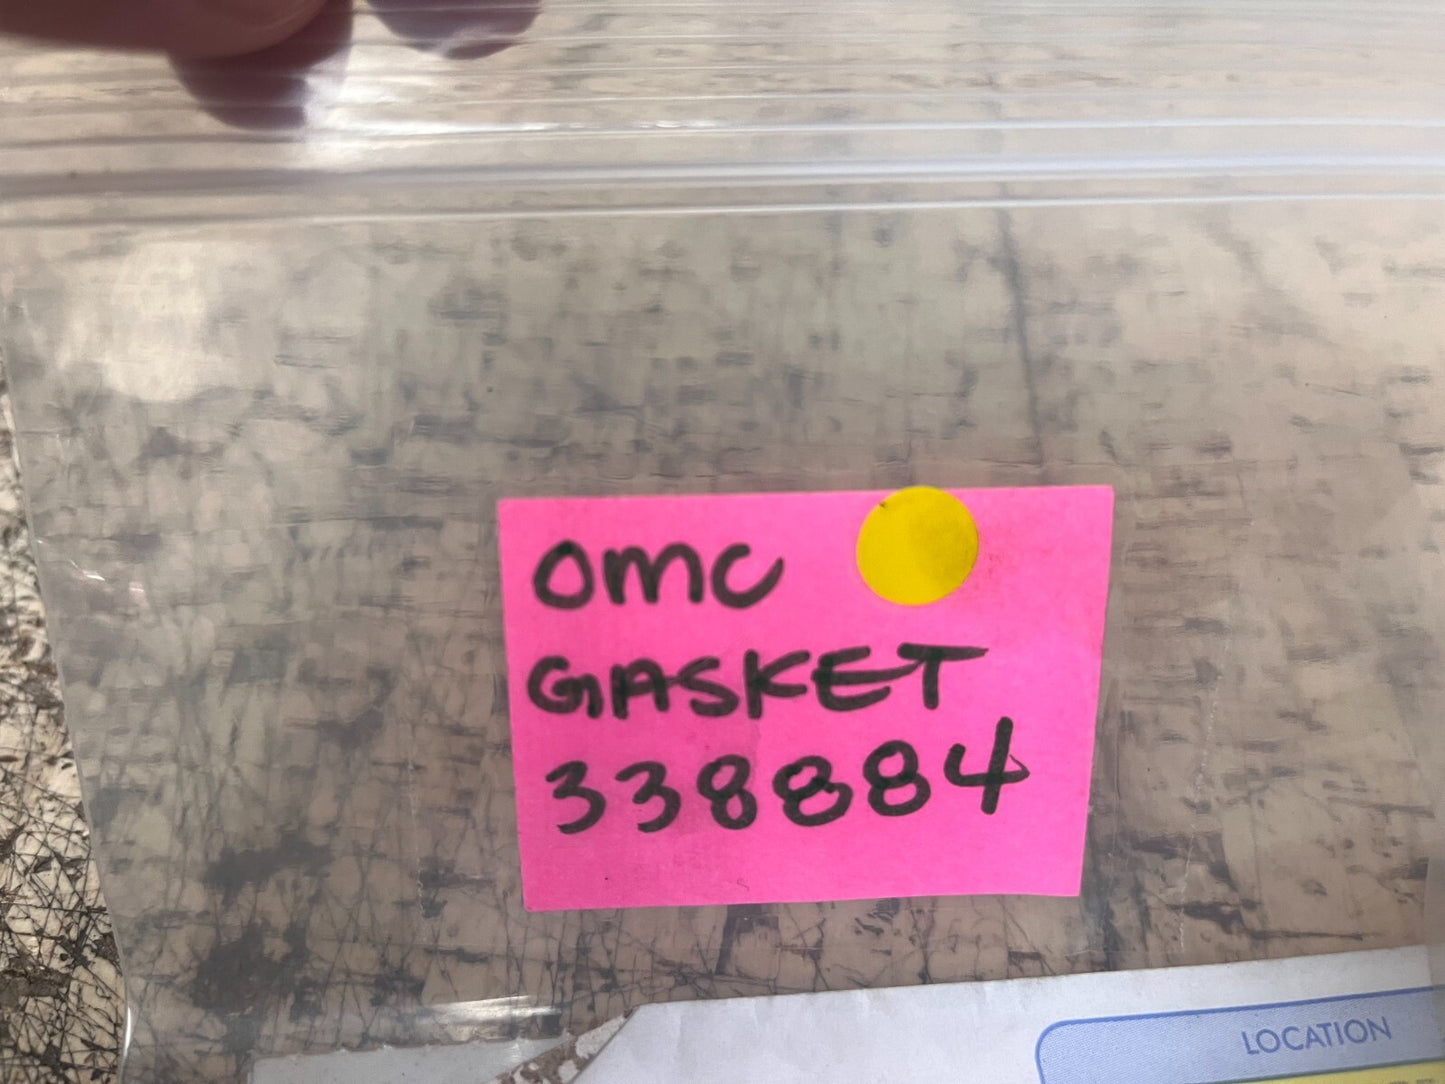 OMC
GASKET
338884
LOCATION